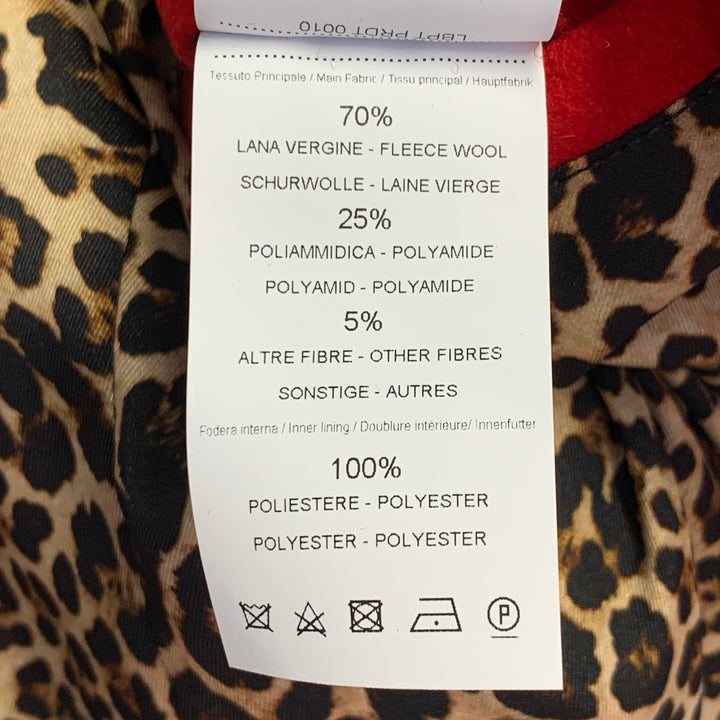 LBPT PRDT 0010
Tessuto Principale / Main Fabric / Tissu principal / Hauptfabrik
70%
LANA VERGINE - FLEECE WOOL
SCHURWOLLE - LAINE VIERGE
25%
POLIAMMIDICA - POLYAMIDE
POLYAMID - POLYAMIDE
5%
ALTRE FIBRE - OTHER FIBRES
SONSTIGE - AUTRES
Fodera interna / Inner lining / Doublure intérieure/ Innenfutter
100%
POLIESTERE - POLYESTER
POLYESTER - POLYESTER
P